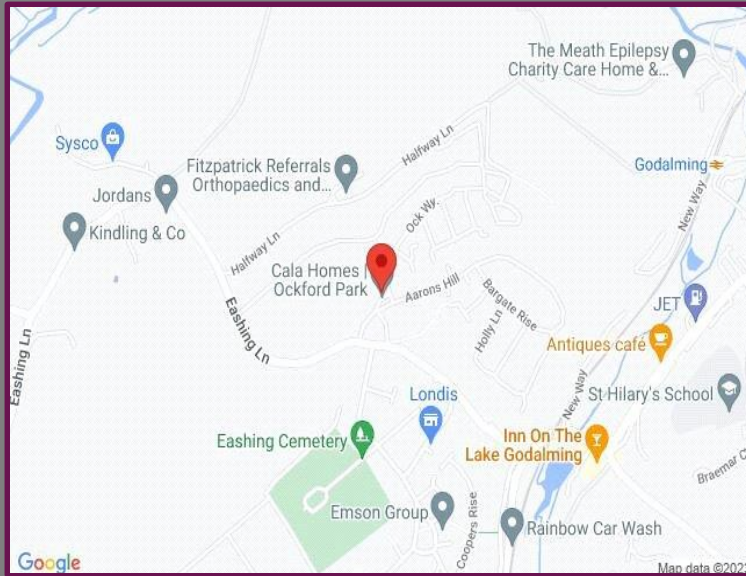 The Meath Epilepsy
Charity Care Home &...
Sysco
Halfway Ln
Godalming
Fitzpatrick Referrals
Orthopaedics and...
Jordans
New Way
Kindling & Co
Ock Wy.
Halfway Ln
Cala Homes |
Ockford Park
Aarons Hill
Bargate Rise
JET
Eashing Ln
Holly Ln
Antiques café
Eashing Ln
New Way
St Hilary's School
Londis
Eashing Cemetery
Inn On The
Lake Godalming
Braemar C
Emson Group
Coopers Rise
Rainbow Car Wash
Google
Map data ©202